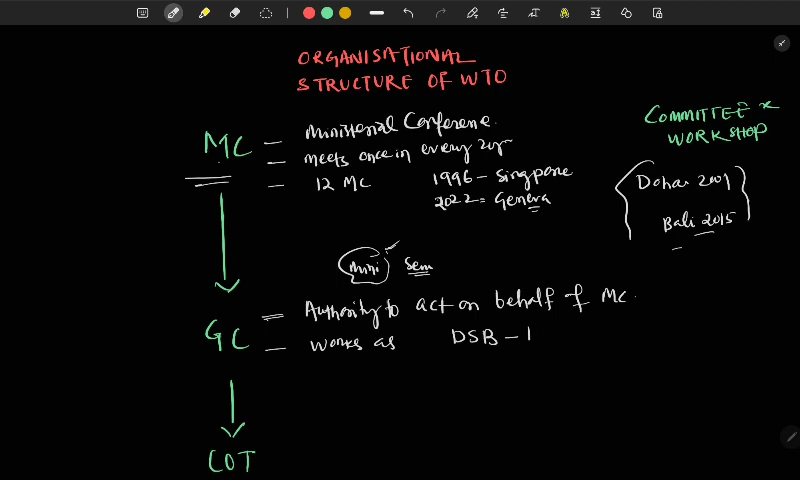 ORGANISATIONAL
STRUCTURE OF WTO
MC = Ministerial Conference.
- meets once in every 2yr
- 12 MC 1996 - Singpore
2022 = Geneva
COMMITTEE &
WORKSHOP
Doha 2001
Bali 2015
mini Sem
GC = Authority to act on behalf of MC.
- works as DSB - 1
COT